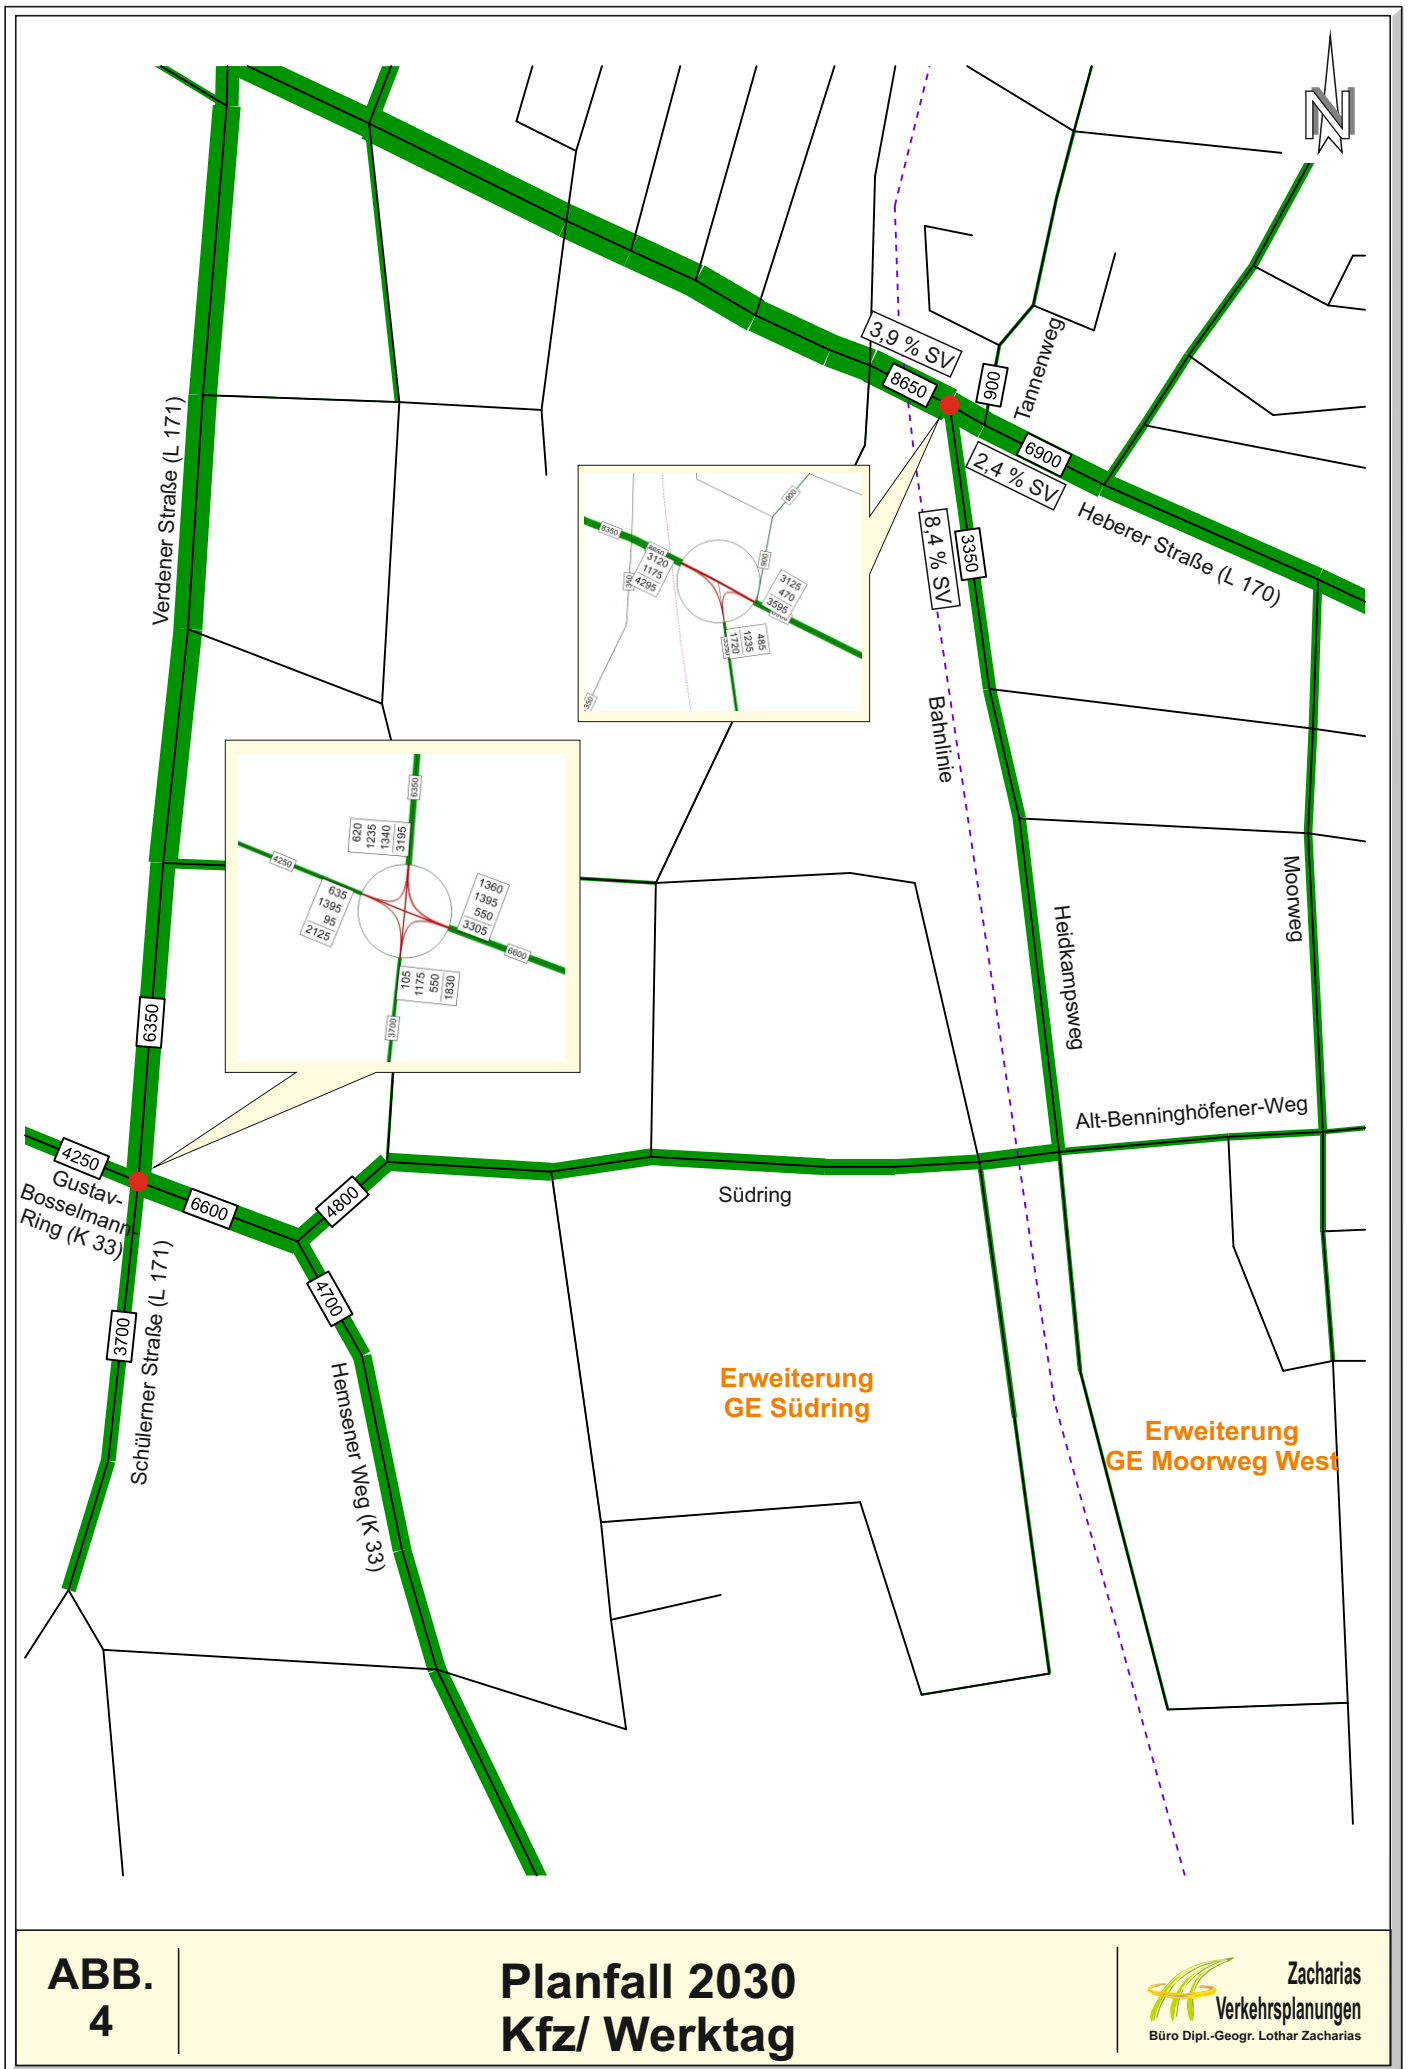 N
3,9 % SV
8650
900
Tannenweg
6900
2,4 % SV
Heberer Straße (L 170)
Verdener Straße (L 171)
8350
3120
1175
4295
360
900
900
3125
470
3595
485
1235
1720
350
8,4 % SV
3350
Bahnlinie
Heidkampsweg
Moorweg
6350
620
1235
1340
3195
4250
635
1395
95
2125
1360
1395
550
3305
6600
105
1175
550
1830
3700
6350
Alt-Benninghöfener-Weg
4250
Gustav-
Bosselmann-
Ring (K 33)
6600
4800
Südring
4700
3700
Schülerner Straße (L 171)
Hemsener Weg (K 33)
Erweiterung
GE Südring
Erweiterung
GE Moorweg West
ABB.
4
Planfall 2030
Kfz/ Werktag
Zacharias
Verkehrsplanungen
Büro Dipl.-Geogr. Lothar Zacharias